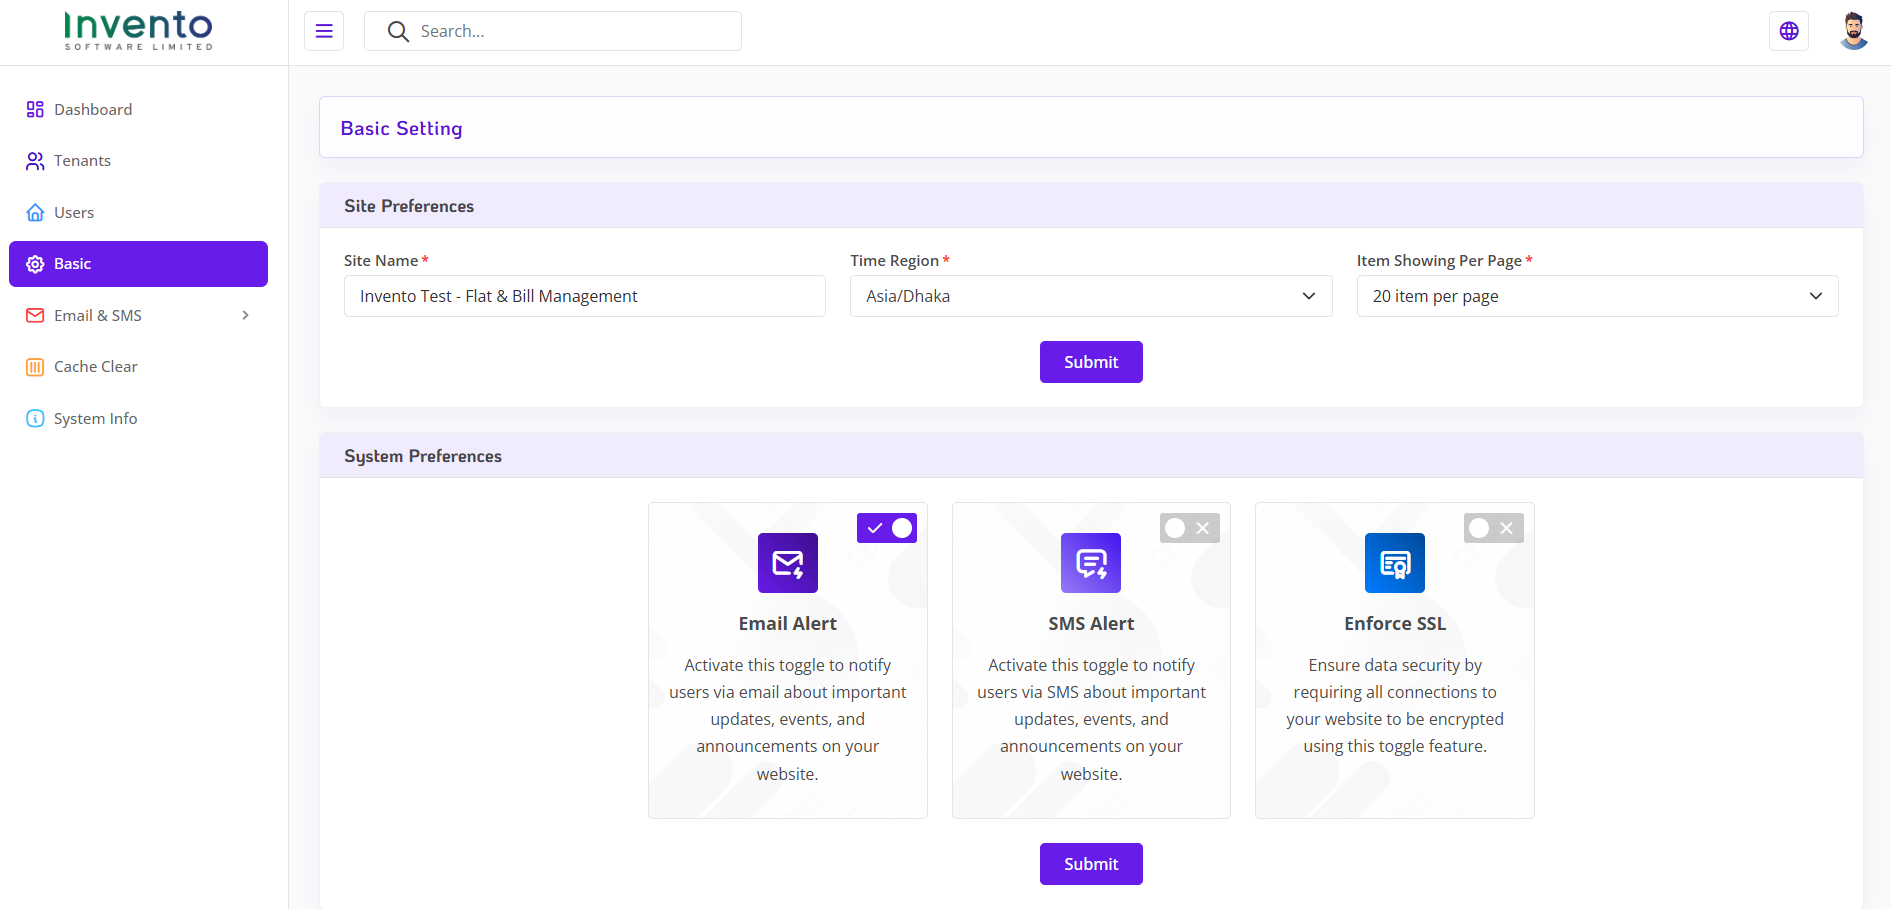 Invento
SOFTWARE LIMITED
Search...
Dashboard
Tenants
Users
Basic
Email & SMS
Cache Clear
System Info
Basic Setting
Site Preferences
Site Name *
Time Region *
Item Showing Per Page *
Invento Test - Flat & Bill Management
Asia/Dhaka
20 item per page
Submit
System Preferences
Email Alert
Activate this toggle to notify
users via email about important
updates, events, and
announcements on your
website.
SMS Alert
Activate this toggle to notify
users via SMS about important
updates, events, and
announcements on your
website.
Enforce SSL
Ensure data security by
requiring all connections to
your website to be encrypted
using this toggle feature.
Submit